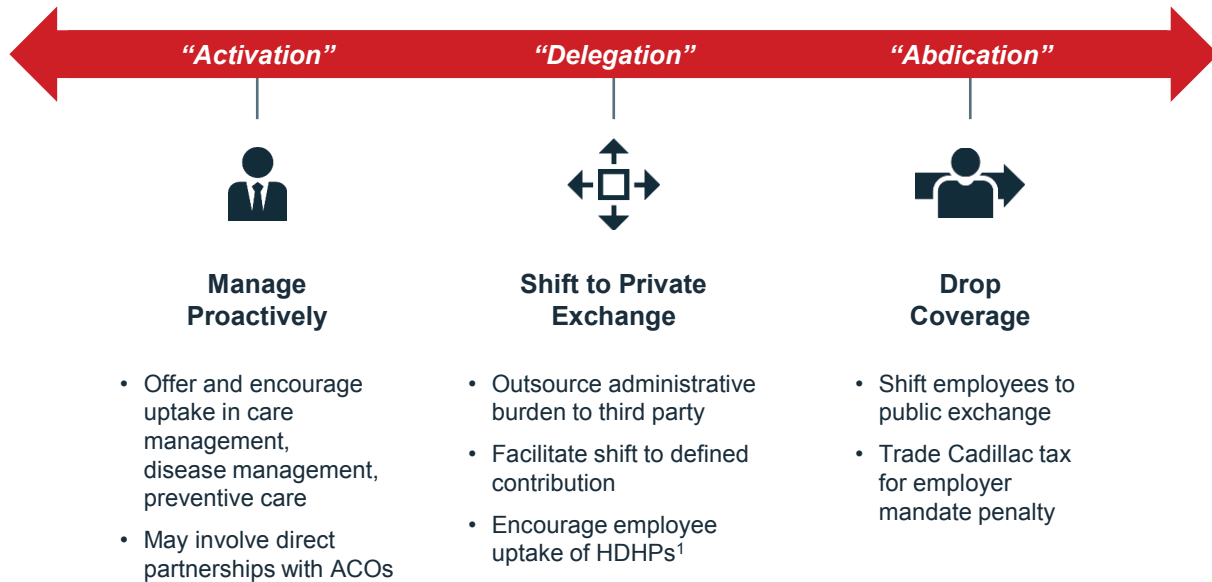 “Activation”
“Delegation”
“Abdication”
Manage
Proactively
• Offer and encourage
uptake in care
management,
disease management,
preventive care
• May involve direct
partnerships with ACOs
Shift to Private
Exchange
• Outsource administrative
burden to third party
• Facilitate shift to defined
contribution
• Encourage employee
uptake of HDHPs¹
Drop
Coverage
• Shift employees to
public exchange
• Trade Cadillac tax
for employer
mandate penalty